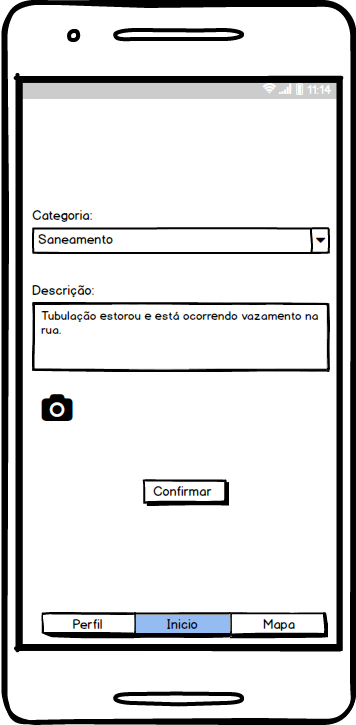 11:14
Categoria:
Saneamento
Descrição:
Tubulação estorou e está ocorrendo vazamento na
rua.
Confirmar
Perfil Inicio Mapa